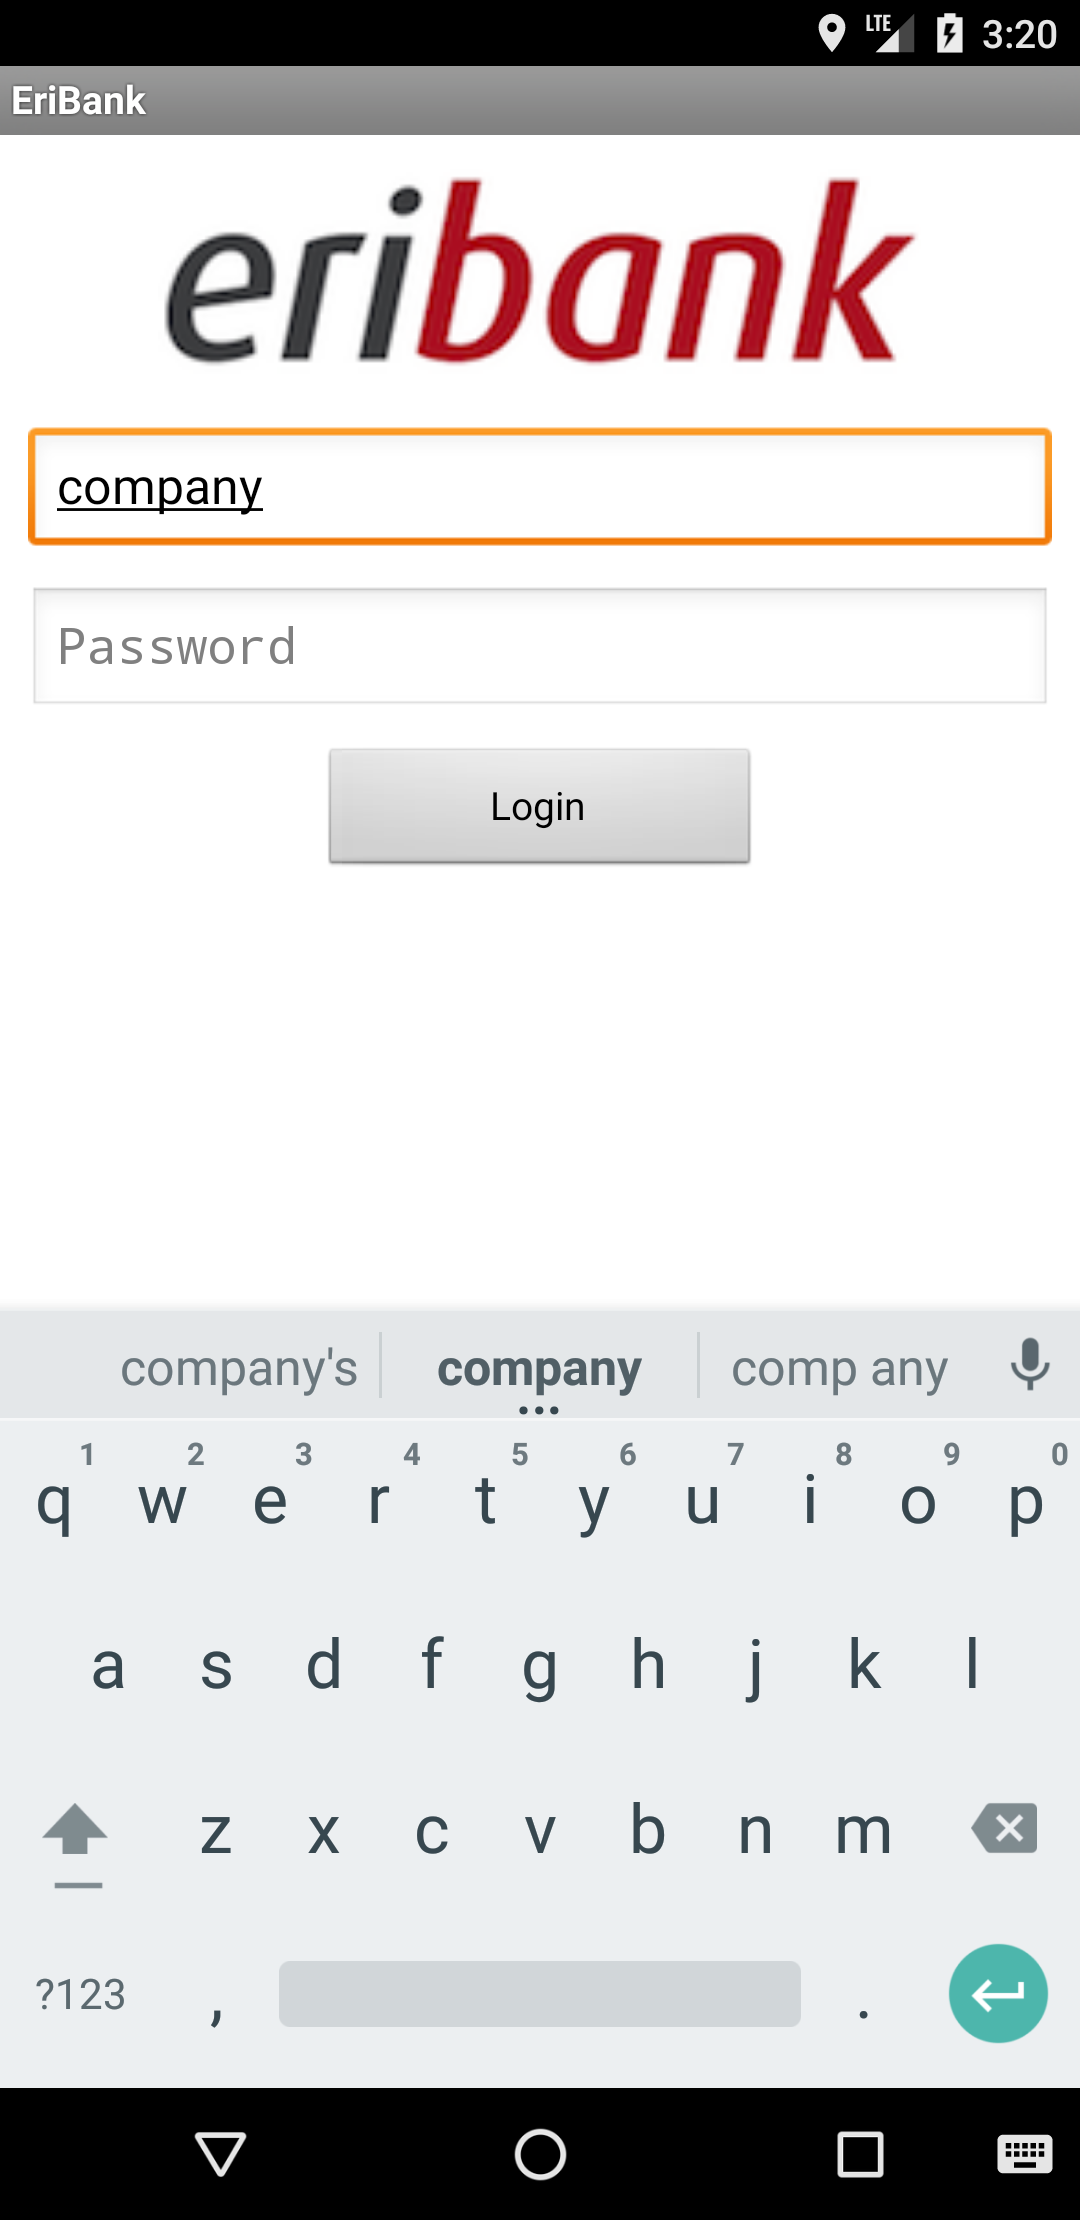 LTE 3:20
EriBank
eribank
company
Password
Login
company's company comp any
1 2 3 4 5 6 7 8 9 0
q w e r t y u i o p
a s d f g h j k l
z x c v b n m
?123 , .